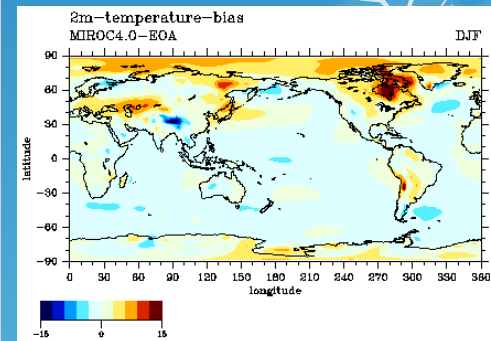 2m-temperature-bias
MIROC4.0-EOA DJF
90
60
30
0
-30
-60
-90
latitude
0 30 60 90 120 150 180 210 240 270 300 330 360
longitude
-15 0 15